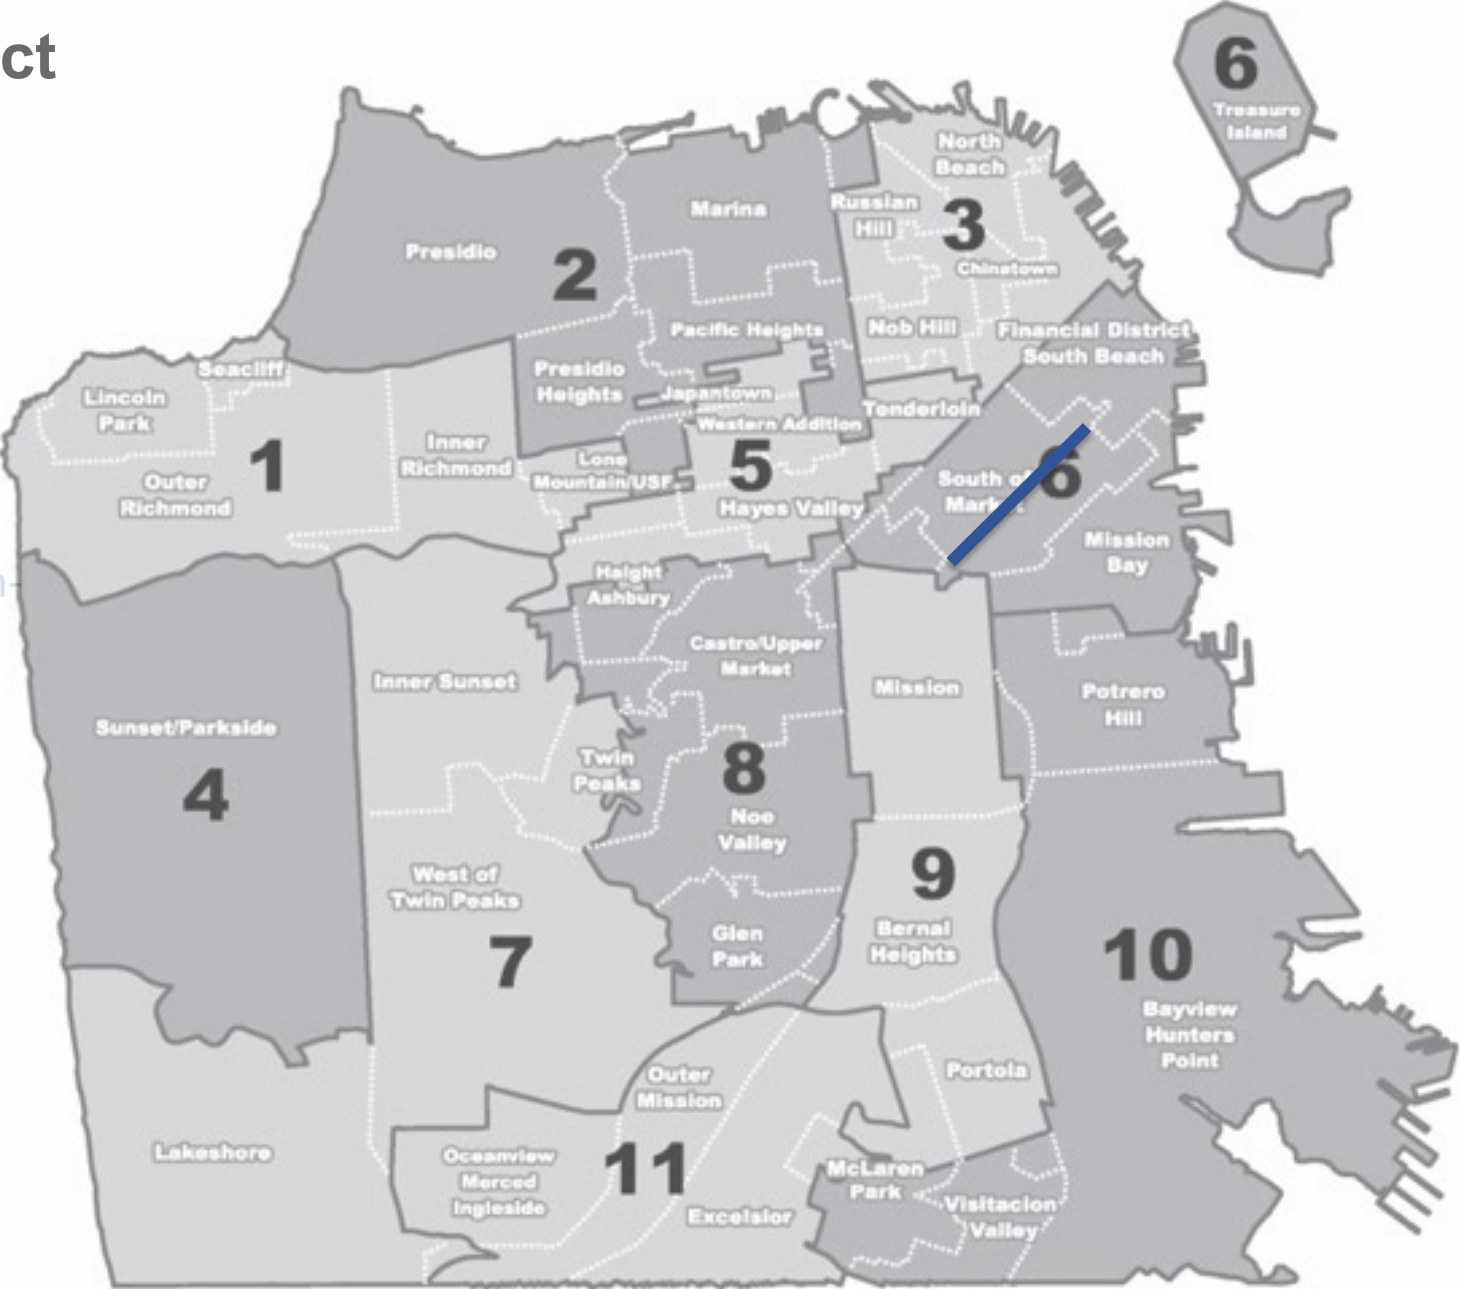 ct
6
Treasure
Island
North
Beach
Marina
Russian
Hill
3
Presidio
2
Chinatown
Pacific Heights
Nob Hill
Financial District
South Beach
Seacliff
Presidio
Heights
Lincoln
Park
Japantown
Tenderloin
Western Addition
Inner
Richmond
1
Lone
Mountain/USF
5
South of
Market
6
Outer
Richmond
Hayes Valley
Mission
Bay
Haight
Ashbury
Castro/Upper
Market
Inner Sunset
Mission
Potrero
Hill
Sunset/Parkside
Twin
Peaks
8
4
Noe
Valley
West of
Twin Peaks
9
Bernal
Heights
Glen
Park
7
10
Bayview
Hunters
Point
Outer
Mission
Portola
Lakeshore
Oceanview
Merced
Ingleside
11
McLaren
Park
Excelsior
Visitacion
Valley